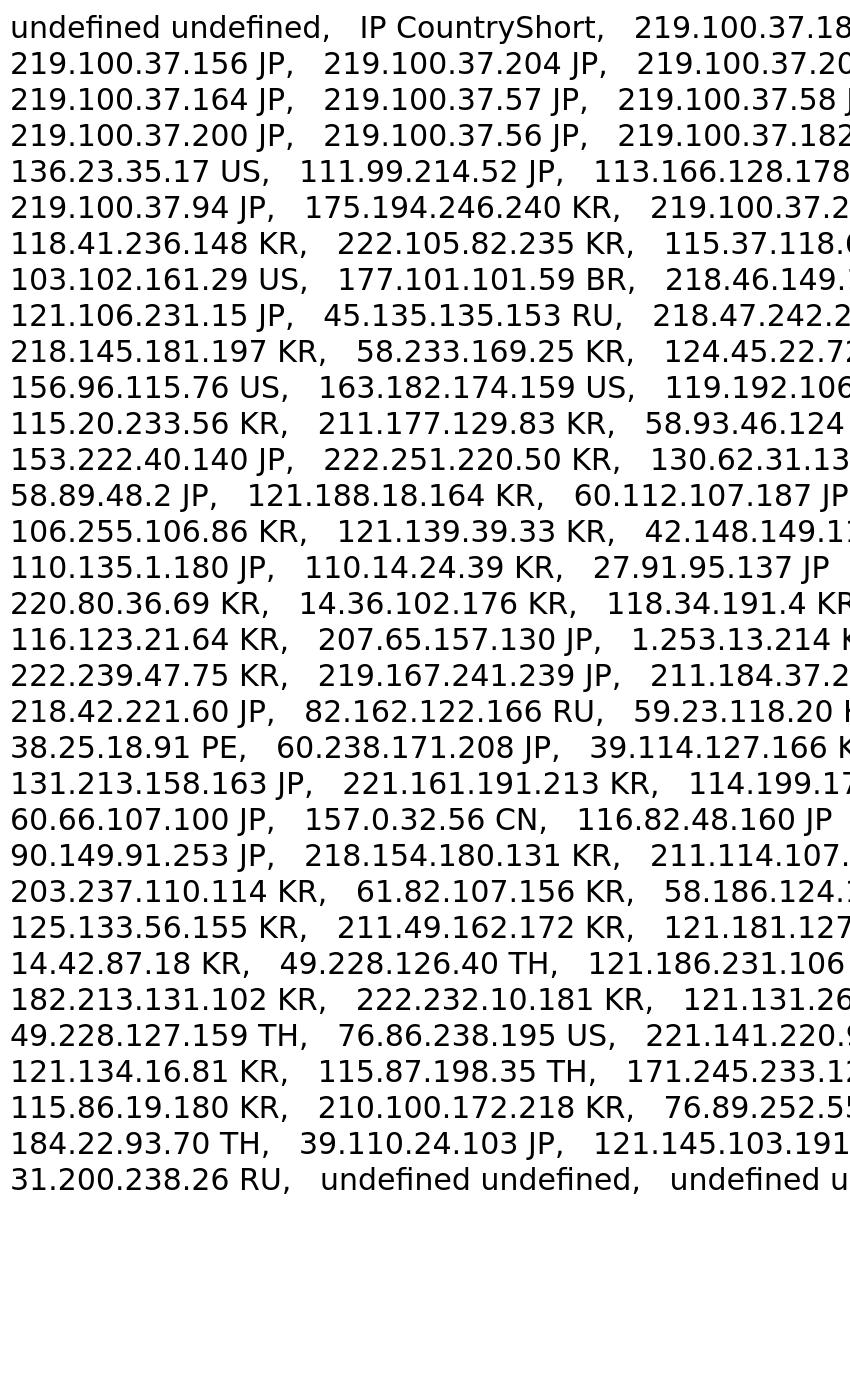 undefined undefined, IP CountryShort, 219.100.37.18
219.100.37.156 JP, 219.100.37.204 JP, 219.100.37.20
219.100.37.164 JP, 219.100.37.57 JP, 219.100.37.58
219.100.37.200 JP, 219.100.37.56 JP, 219.100.37.182
136.23.35.17 US, 111.99.214.52 JP, 113.166.128.178
219.100.37.94 JP, 175.194.246.240 KR, 219.100.37.2
118.41.236.148 KR, 222.105.82.235 KR, 115.37.118.
103.102.161.29 US, 177.101.101.59 BR, 218.46.149.
121.106.231.15 JP, 45.135.135.153 RU, 218.47.242.2
218.145.181.197 KR, 58.233.169.25 KR, 124.45.22.72
156.96.115.76 US, 163.182.174.159 US, 119.192.106
115.20.233.56 KR, 211.177.129.83 KR, 58.93.46.124
153.222.40.140 JP, 222.251.220.50 KR, 130.62.31.13
58.89.48.2 JP, 121.188.18.164 KR, 60.112.107.187 JP
106.255.106.86 KR, 121.139.39.33 KR, 42.148.149.11
110.135.1.180 JP, 110.14.24.39 KR, 27.91.95.137 JP
220.80.36.69 KR, 14.36.102.176 KR, 118.34.191.4 KR
116.123.21.64 KR, 207.65.157.130 JP, 1.253.13.214
222.239.47.75 KR, 219.167.241.239 JP, 211.184.37.2
218.42.221.60 JP, 82.162.122.166 RU, 59.23.118.20
38.25.18.91 PE, 60.238.171.208 JP, 39.114.127.166
131.213.158.163 JP, 221.161.191.213 KR, 114.199.17
60.66.107.100 JP, 157.0.32.56 CN, 116.82.48.160 JP
90.149.91.253 JP, 218.154.180.131 KR, 211.114.107.
203.237.110.114 KR, 61.82.107.156 KR, 58.186.124.
125.133.56.155 KR, 211.49.162.172 KR, 121.181.127
14.42.87.18 KR, 49.228.126.40 TH, 121.186.231.106
182.213.131.102 KR, 222.232.10.181 KR, 121.131.26
49.228.127.159 TH, 76.86.238.195 US, 221.141.220.
121.134.16.81 KR, 115.87.198.35 TH, 171.245.233.12
115.86.19.180 KR, 210.100.172.218 KR, 76.89.252.55
184.22.93.70 TH, 39.110.24.103 JP, 121.145.103.191
31.200.238.26 RU, undefined undefined, undefined u